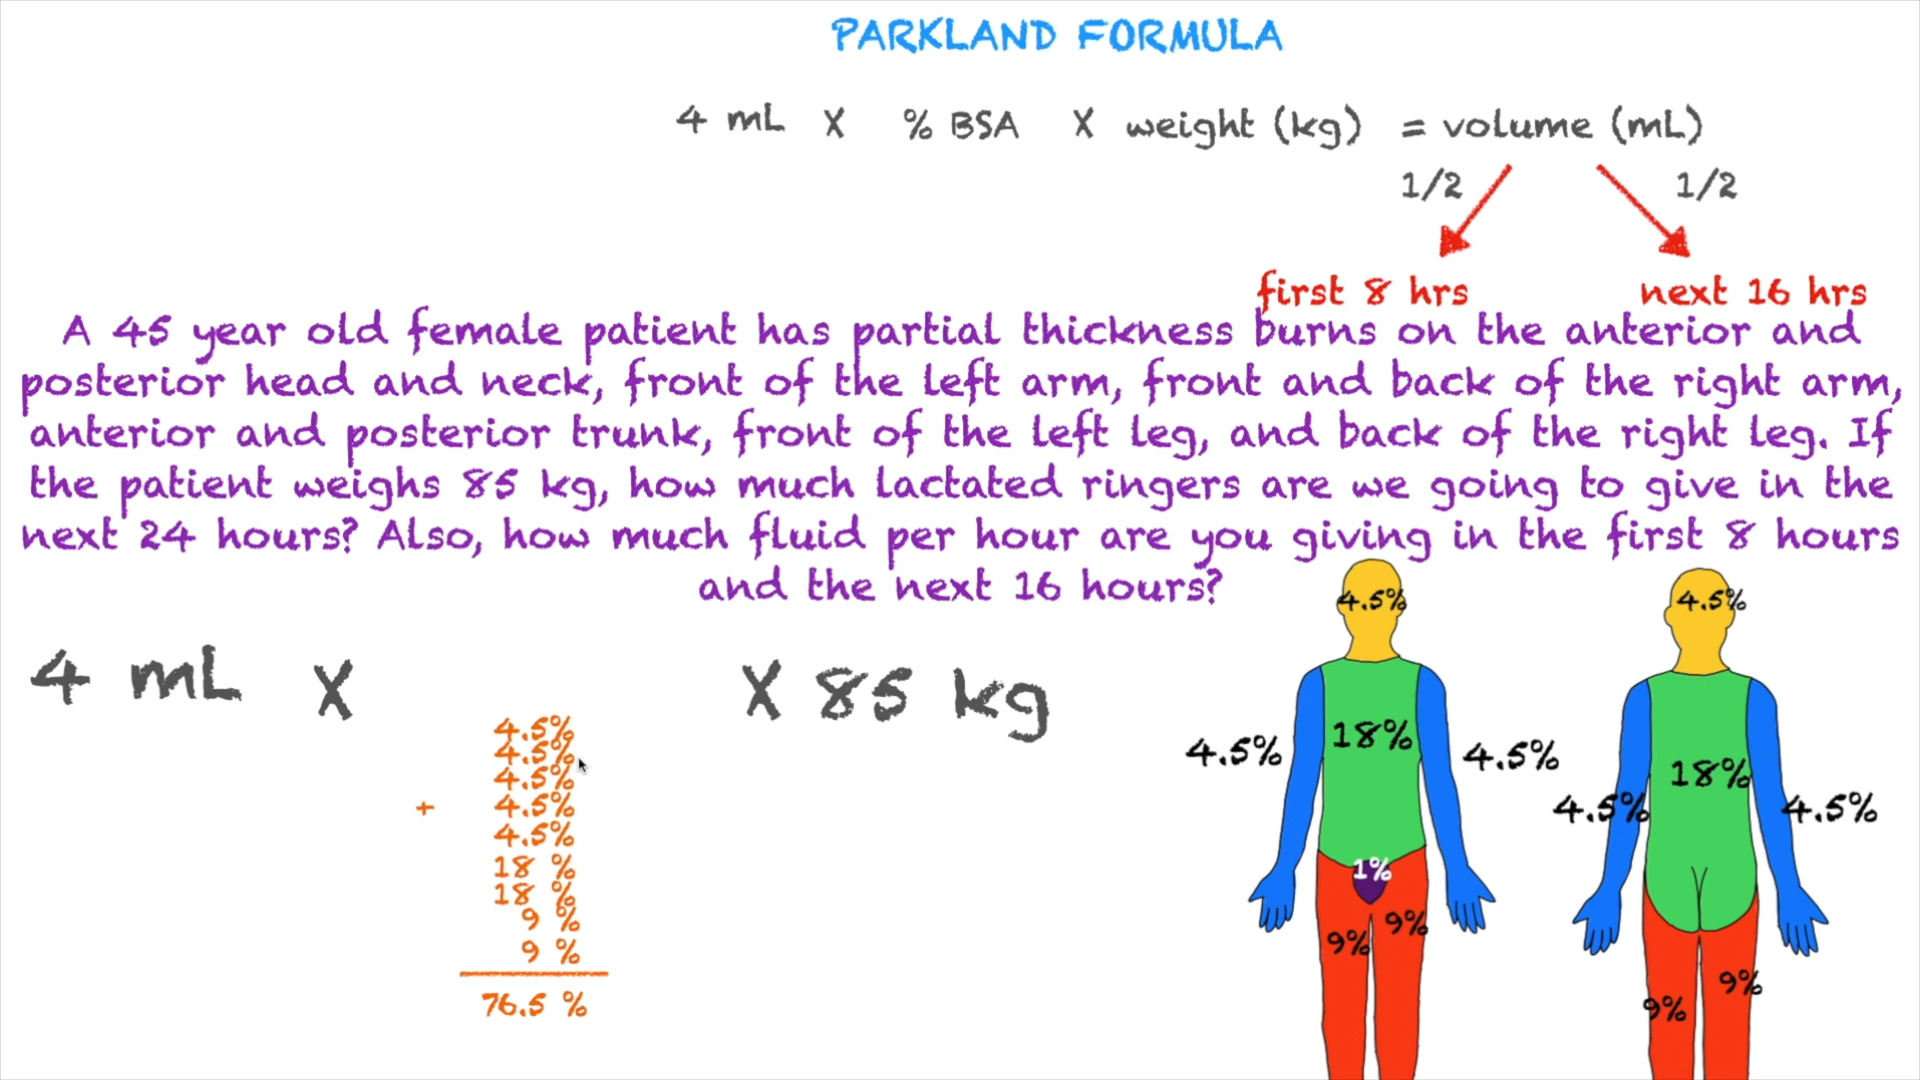 PARKLAND FORMULA
4 mL X % BSA X weight (kg) = volume (mL)
1/2 1/2
first 8 hrs next 16 hrs
A 45 year old female patient has partial thickness burns on the anterior and
posterior head and neck, front of the left arm, front and back of the right arm,
anterior and posterior trunk, front of the left leg, and back of the right leg. If
the patient weighs 85 kg, how much lactated ringers are we going to give in the
next 24 hours? Also, how much fluid per hour are you giving in the first 8 hours
and the next 16 hours?
4 mL X X 85 kg
4.5%
4.5%
4.5%
+ 4.5%
4.5%
18 %
18 %
9 %
9 %
76.5 %
4.5%
18%
4.5% 4.5%
1%
9% 9%
4.5%
18%
4.5% 4.5%
9% 9%